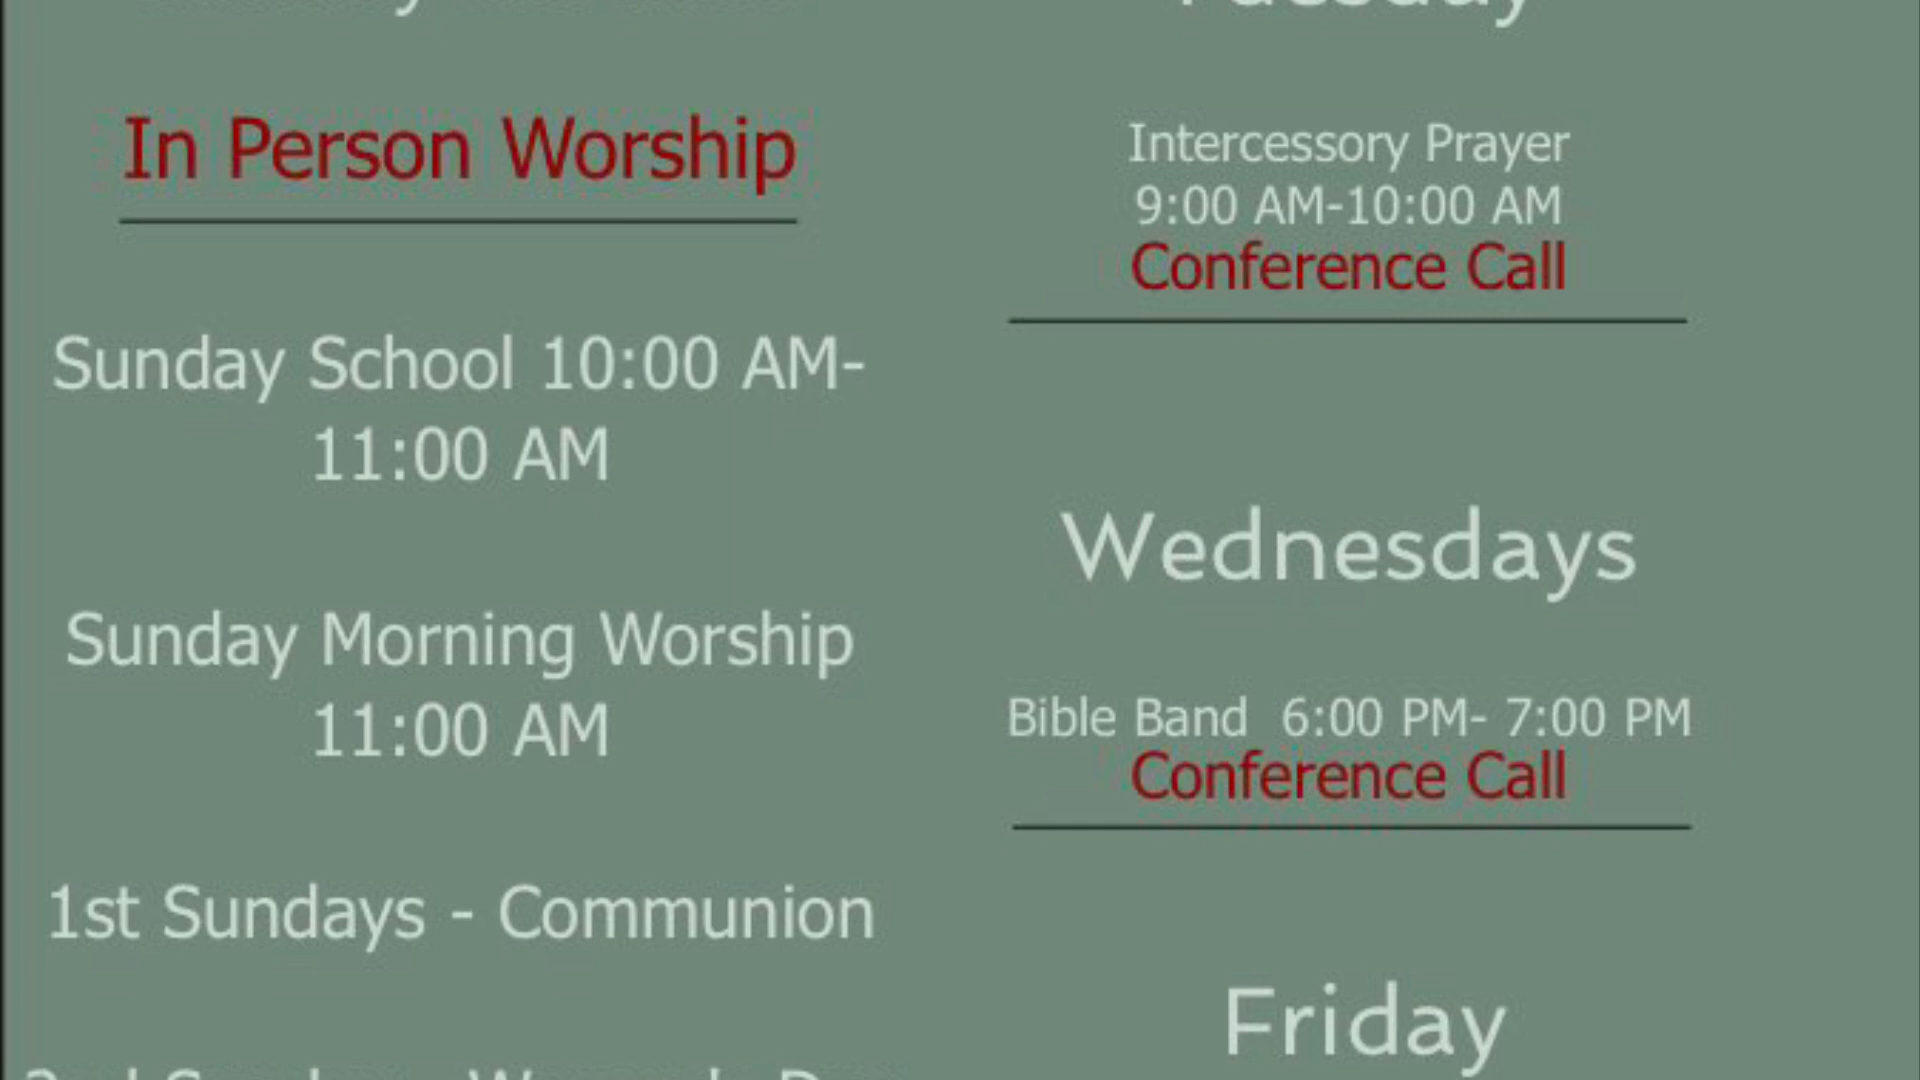 In Person Worship
Sunday School 10:00 AM-
11:00 AM
Sunday Morning Worship
11:00 AM
1st Sundays - Communion
Tuesday
Intercessory Prayer
9:00 AM-10:00 AM
Conference Call
Wednesdays
Bible Band 6:00 PM- 7:00 PM
Conference Call
Friday